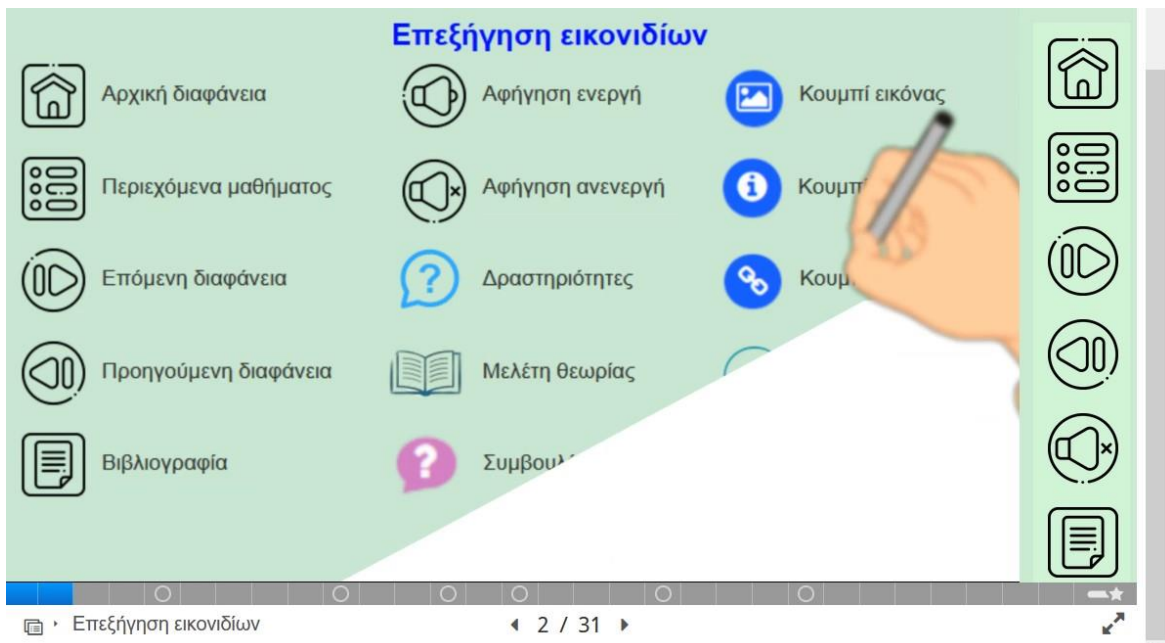 Επεξήγηση εικονιδίων
Αρχική διαφάνεια
Αφήγηση ενεργή
Κουμπί εικόνας
Περιεχόμενα μαθήματος
Αφήγηση ανενεργή
Επόμενη διαφάνεια
Δραστηριότητες
Προηγούμενη διαφάνεια
Μελέτη θεωρίας
Βιβλιογραφία
Επεξήγηση εικονιδίων
2 / 31